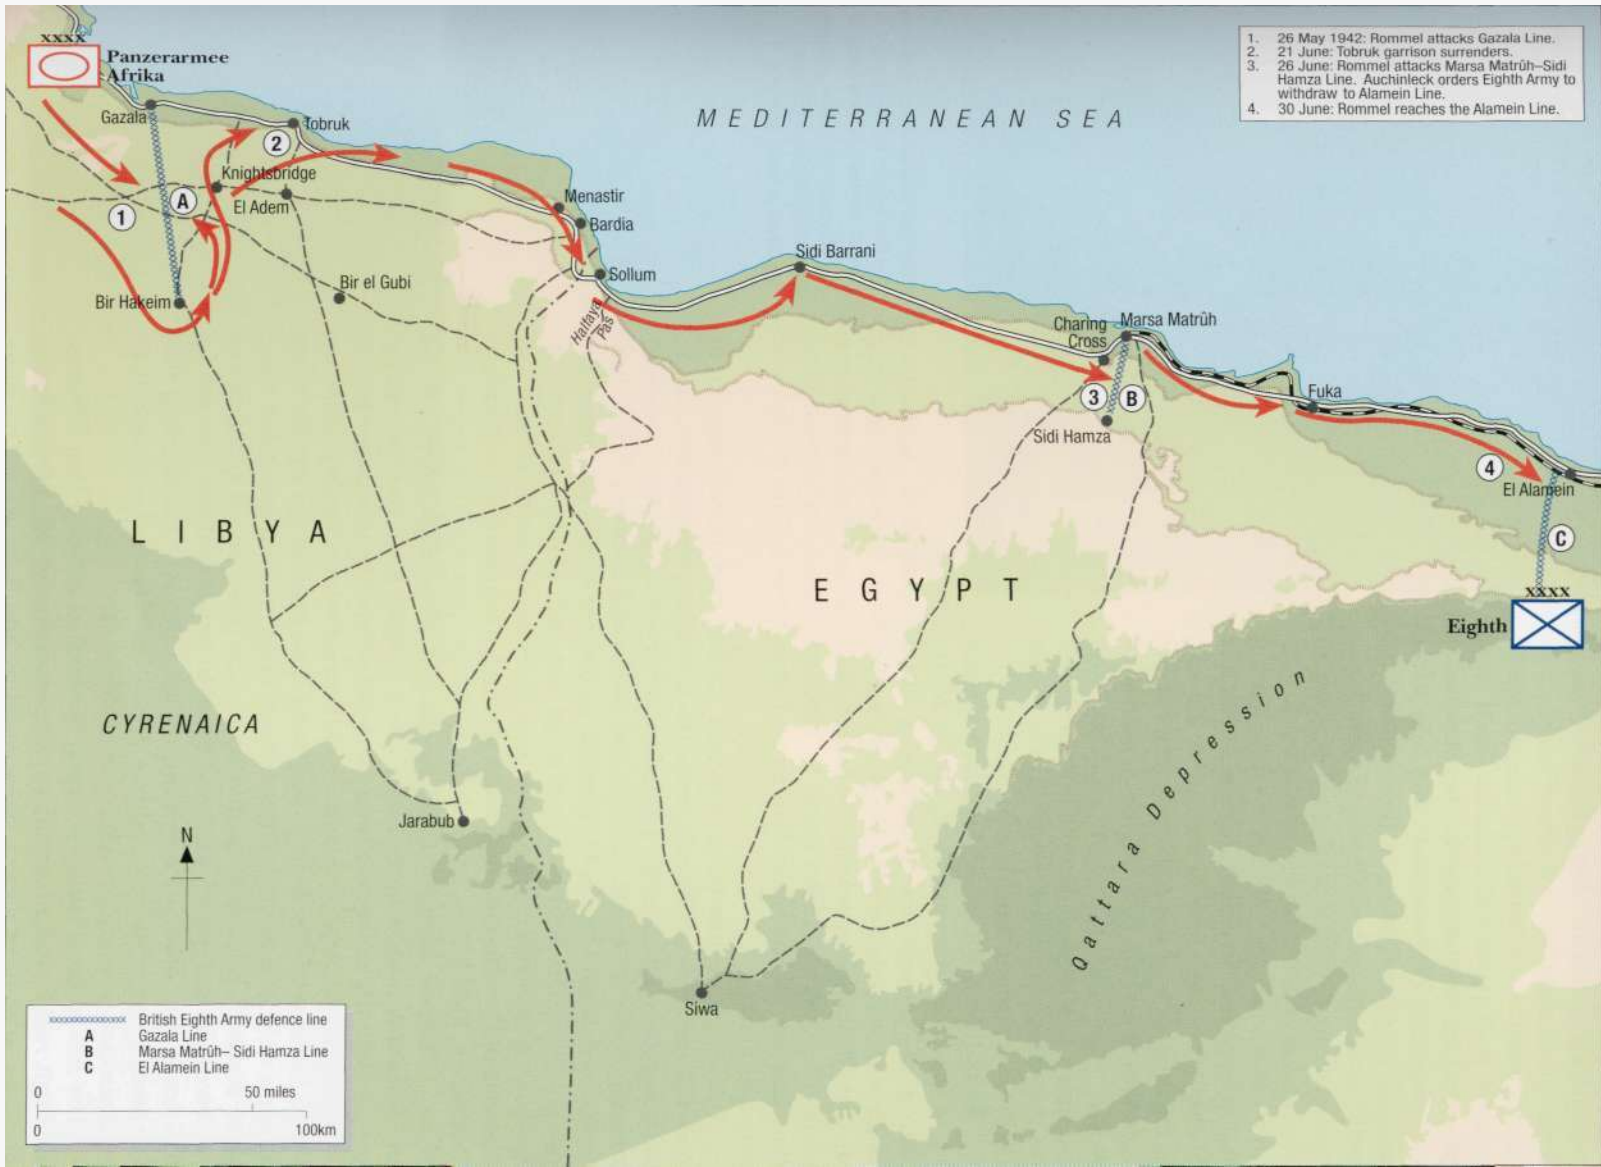 XXXX
Panzerarmee
Afrika
1. 26 May 1942: Rommel attacks Gazala Line.
2. 21 June: Tobruk garrison surrenders.
3. 26 June: Rommel attacks Marsa Matrûh–Sidi
Hamza Line. Auchinleck orders Eighth Army to
withdraw to Alamein Line.
4. 30 June: Rommel reaches the Alamein Line.
MEDITERRANEAN SEA
Gazala
Tobruk
2
Knightsbridge
A
El Adem
1
Menastir
Bardia
Sidi Barrani
Sollum
Bir el Gubi
Bir Hakeim
Halfaya
Pas
Charing
Cross
Marsa Matrûh
3
B
Sidi Hamza
Fuka
4
El Alamein
C
LIBYA
EGYPT
XXXX
Eighth
CYRENAICA
Qattara Depression
Jarabub
N
Siwa
British Eighth Army defence line
A Gazala Line
B Marsa Matrûh– Sidi Hamza Line
C El Alamein Line
0 50 miles
0 100km